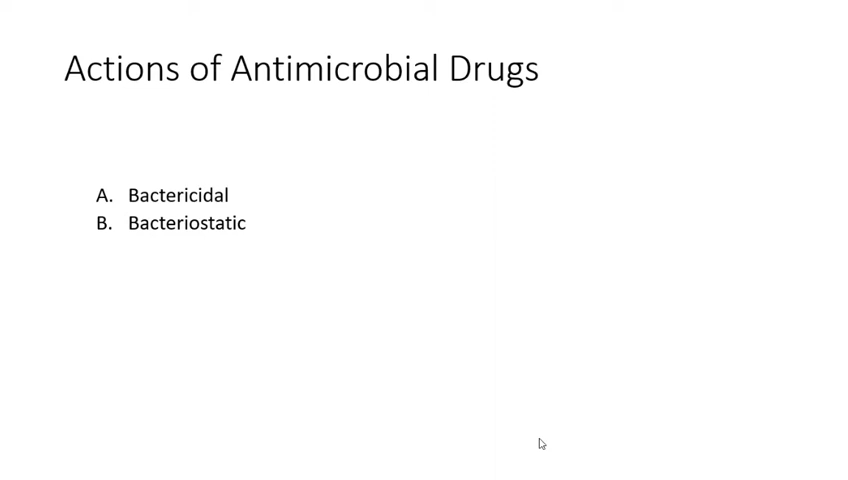 Actions of Antimicrobial Drugs
A. Bactericidal
B. Bacteriostatic